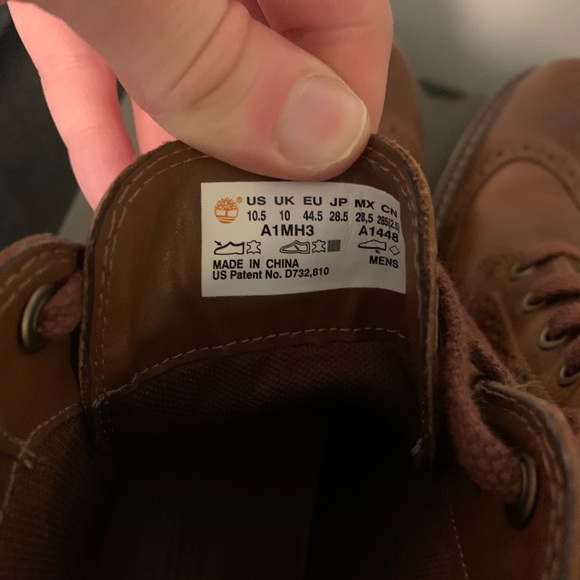 US UK EU JP MX CN
10.5 10 44.5 28.5 28,5 285(2.5)
A1MH3 A1448
MADE IN CHINA MENS
US Patent No. D732,810